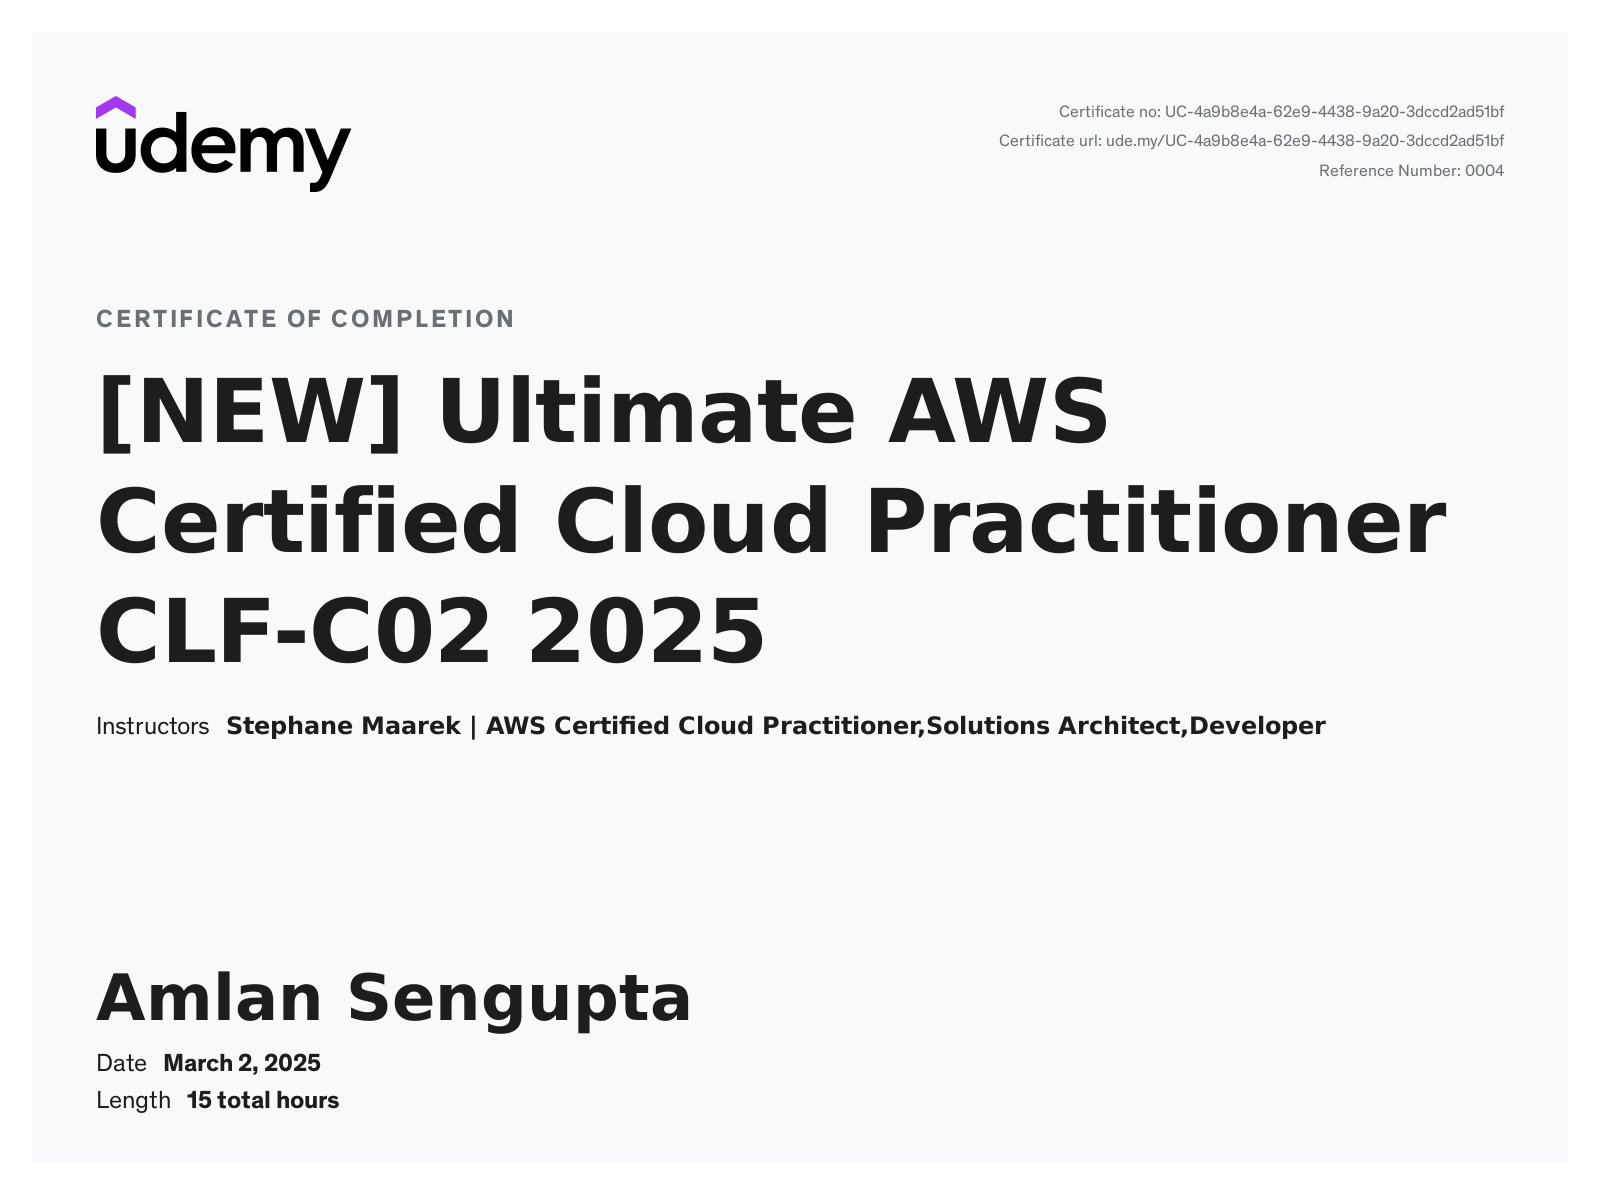 udemy
Certificate no: UC-4a9b8e4a-62e9-4438-9a20-3dccd2ad51bf
Certificate url: ude.my/UC-4a9b8e4a-62e9-4438-9a20-3dccd2ad51bf
Reference Number: 0004
CERTIFICATE OF COMPLETION
[NEW] Ultimate AWS
Certified Cloud Practitioner
CLF-C02 2025
Instructors Stephane Maarek | AWS Certified Cloud Practitioner,Solutions Architect,Developer
Amlan Sengupta
Date March 2, 2025
Length 15 total hours